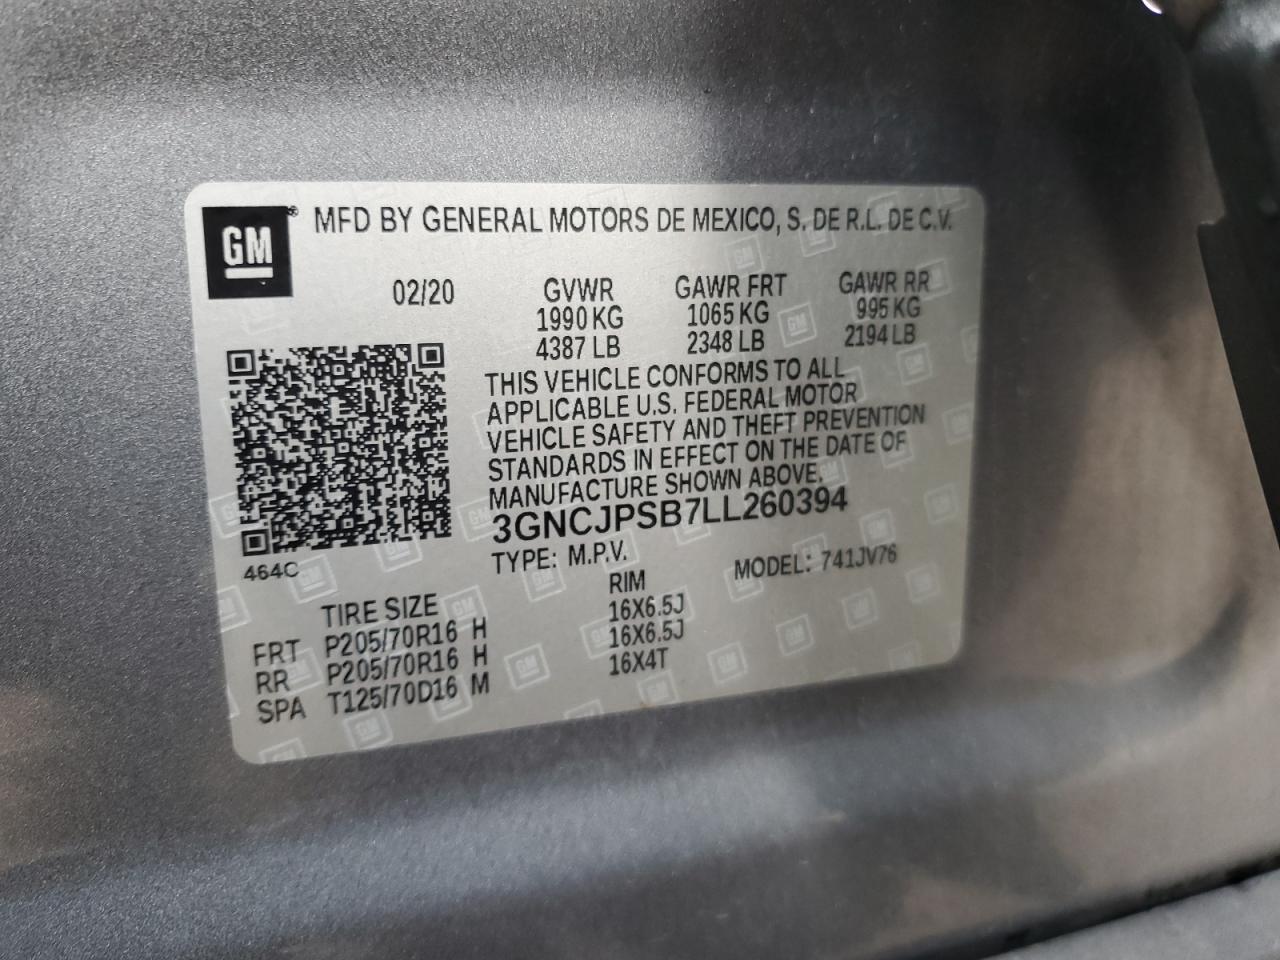 GM® MFD BY GENERAL MOTORS DE MEXICO, S. DE R.L. DE C.V.
02/20 GVWR GAWR FRT GAWR RR
1990 KG 1065 KG 995 KG
4387 LB 2348 LB 2194 LB
THIS VEHICLE CONFORMS TO ALL
APPLICABLE U.S. FEDERAL MOTOR
VEHICLE SAFETY AND THEFT PREVENTION
STANDARDS IN EFFECT ON THE DATE OF
MANUFACTURE SHOWN ABOVE.
3GNCJPSB7LL260394
464C TYPE: M.P.V. MODEL: 741JV76
TIRE SIZE RIM
FRT P205/70R16 H 16X6.5J
RR P205/70R16 H 16X6.5J
SPA T125/70D16 M 16X4T